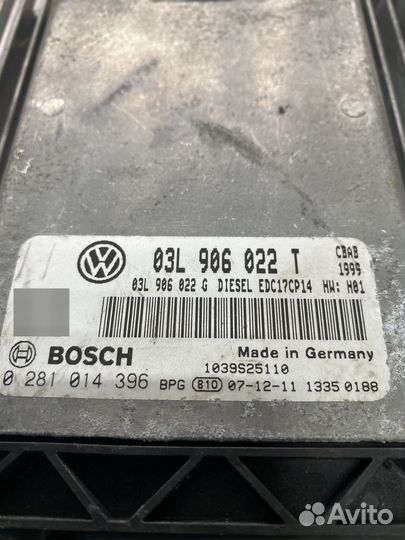 03L 906 022 T
CBAB
1999
03L 906 022 G DIESEL EDC17CP14 HW: H01
BOSCH
Made in Germany
1039S25110
0 281 014 396 BPG 810 07-12-11 1335 0188
Avito